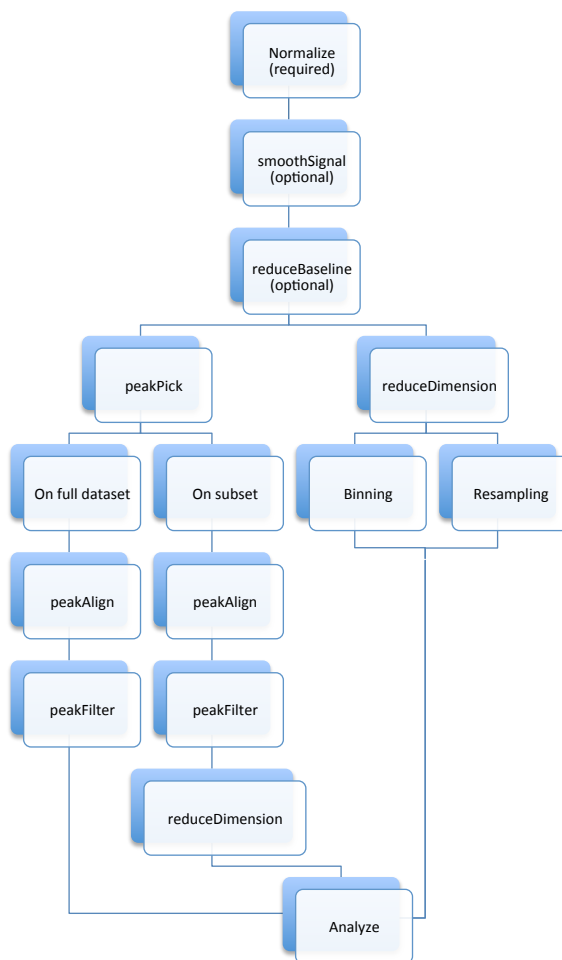 Normalize
(required)
smoothSignal
(optional)
reduceBaseline
(optional)
peakPick
reduceDimension
On full dataset
On subset
Binning
Resampling
peakAlign
peakAlign
peakFilter
peakFilter
reduceDimension
Analyze